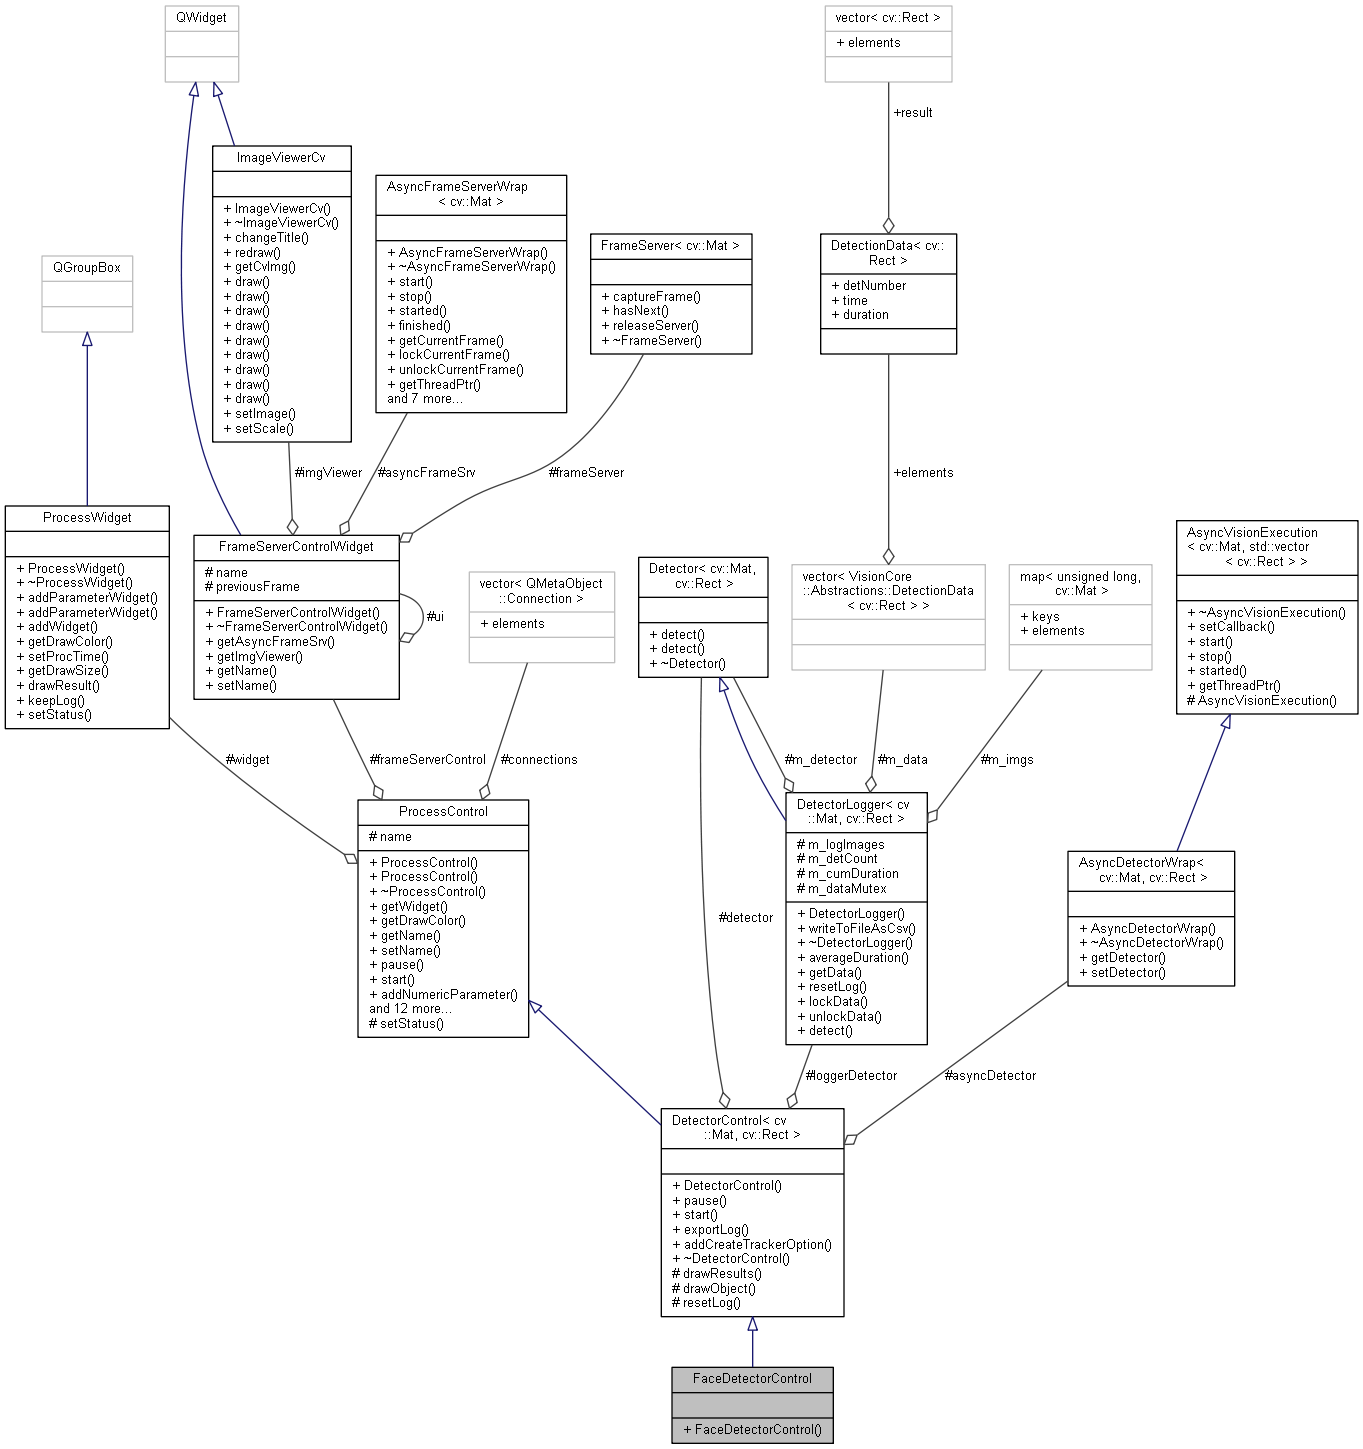 QWidget
vector< cv::Rect >
+ elements
+result
ImageViewerCv
+ ImageViewerCv()
+ ~ImageViewerCv()
+ changeTitle()
+ redraw()
+ getCvImg()
+ draw()
+ draw()
+ draw()
+ draw()
+ draw()
+ draw()
+ draw()
+ draw()
+ draw()
+ setImage()
+ setScale()
AsyncFrameServerWrap
< cv::Mat >
+ AsyncFrameServerWrap()
+ ~AsyncFrameServerWrap()
+ start()
+ stop()
+ started()
+ finished()
+ getCurrentFrame()
+ lockCurrentFrame()
+ unlockCurrentFrame()
+ getThreadPtr()
and 7 more...
FrameServer< cv::Mat >
+ captureFrame()
+ hasNext()
+ releaseServer()
+ ~FrameServer()
DetectionData< cv::
Rect >
+ detNumber
+ time
+ duration
QGroupBox
#imgViewer
#asyncFrameSrv
#frameServer
+elements
ProcessWidget
+ ProcessWidget()
+ ~ProcessWidget()
+ addParameterWidget()
+ addParameterWidget()
+ addWidget()
+ getDrawColor()
+ setProcTime()
+ getDrawSize()
+ drawResult()
+ keepLog()
+ setStatus()
FrameServerControlWidget
# name
# previousFrame
+ FrameServerControlWidget()
+ ~FrameServerControlWidget()
+ getAsyncFrameSrv()
+ getImgViewer()
+ getName()
+ setName()
#ui
vector< QMetaObject
::Connection >
+ elements
Detector< cv::Mat,
cv::Rect >
+ detect()
+ detect()
+ ~Detector()
vector< VisionCore
::Abstractions::DetectionData
< cv::Rect > >
map< unsigned long,
cv::Mat >
+ keys
+ elements
AsyncVisionExecution
< cv::Mat, std::vector
< cv::Rect > >
+ ~AsyncVisionExecution()
+ setCallback()
+ start()
+ stop()
+ started()
+ getThreadPtr()
# AsyncVisionExecution()
#widget
#frameServerControl
#connections
#m_detector
#m_data
#m_imgs
ProcessControl
# name
+ ProcessControl()
+ ProcessControl()
+ ~ProcessControl()
+ getWidget()
+ getDrawColor()
+ getName()
+ setName()
+ pause()
+ start()
+ addNumericParameter()
and 12 more...
# setStatus()
DetectorLogger< cv
::Mat, cv::Rect >
# m_logImages
# m_detCount
# m_cumDuration
# m_dataMutex
+ DetectorLogger()
+ writeToFileAsCsv()
+ ~DetectorLogger()
+ averageDuration()
+ getData()
+ resetLog()
+ lockData()
+ unlockData()
+ detect()
AsyncDetectorWrap<
cv::Mat, cv::Rect >
+ AsyncDetectorWrap()
+ ~AsyncDetectorWrap()
+ getDetector()
+ setDetector()
#detector
#loggerDetector
#asyncDetector
DetectorControl< cv
::Mat, cv::Rect >
+ DetectorControl()
+ pause()
+ start()
+ exportLog()
+ addCreateTrackerOption()
+ ~DetectorControl()
# drawResults()
# drawObject()
# resetLog()
FaceDetectorControl
+ FaceDetectorControl()